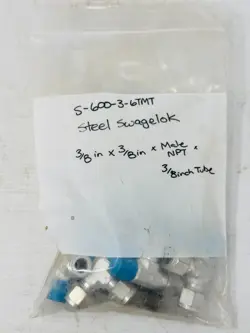 S-600-3-6TMT
Steel Swagelok
3/8 in x 3/8 in x Male NPT x
3/8 inch Tube